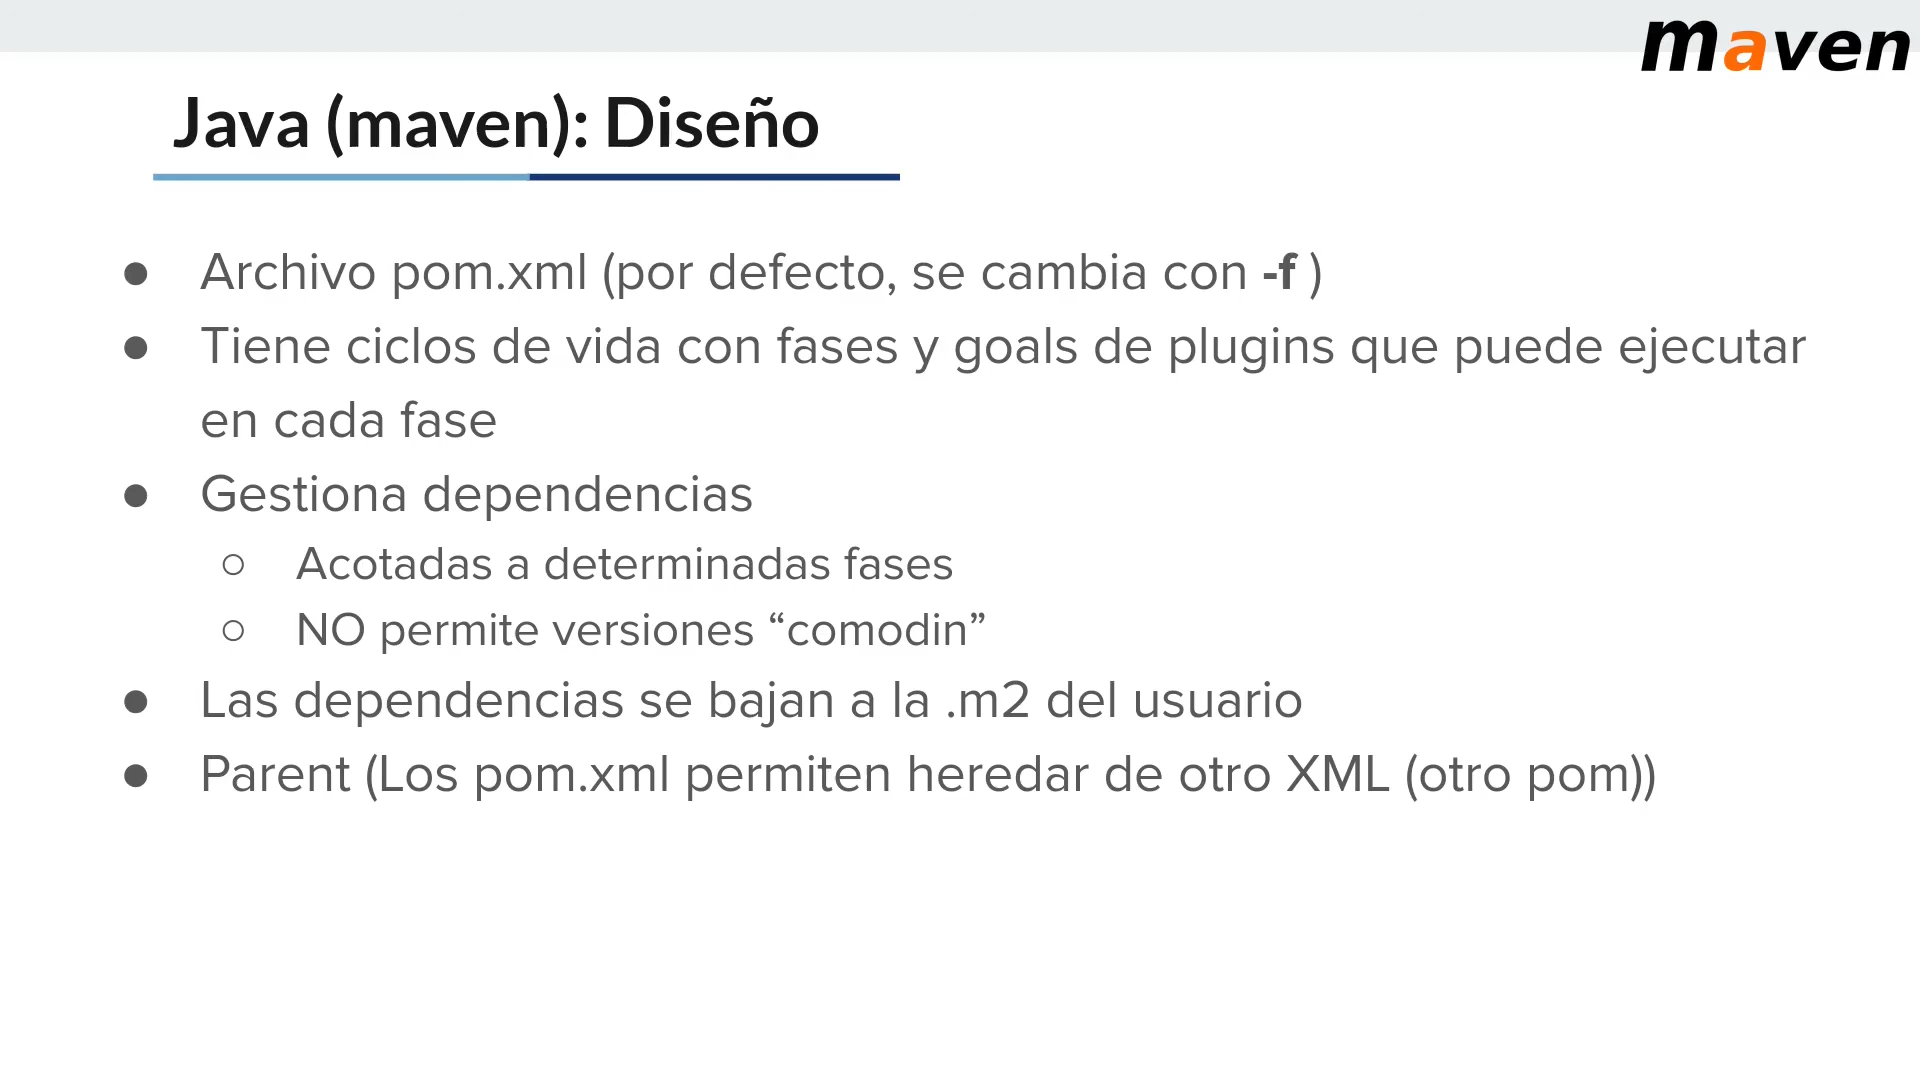 maven
Java (maven): Diseño
● Archivo pom.xml (por defecto, se cambia con -f )
● Tiene ciclos de vida con fases y goals de plugins que puede ejecutar
en cada fase
● Gestiona dependencias
○ Acotadas a determinadas fases
○ NO permite versiones “comodin”
● Las dependencias se bajan a la .m2 del usuario
● Parent (Los pom.xml permiten heredar de otro XML (otro pom))